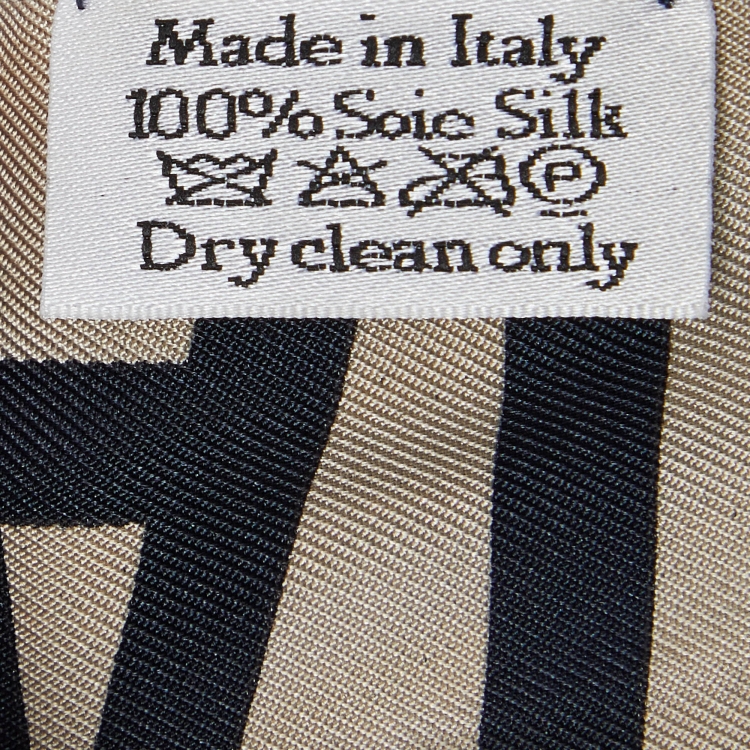 Made in Italy
100% Soie Silk
P
Dry clean only